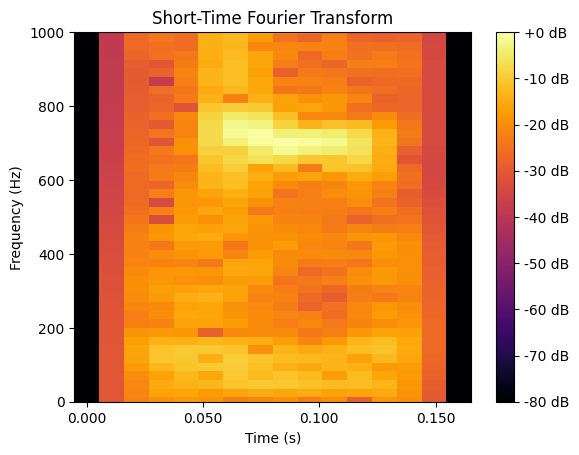 Short-Time Fourier Transform
1000
800
600
400
200
0
Frequency (Hz)
0.000
0.050
0.100
0.150
Time (s)
+0 dB
-10 dB
-20 dB
-30 dB
-40 dB
-50 dB
-60 dB
-70 dB
-80 dB